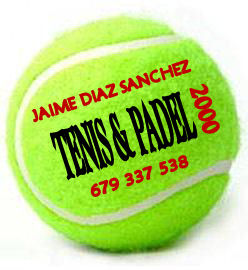 JAIME DIAZ SANCHEZ
TENIS & PADEL
2000
679 337 538